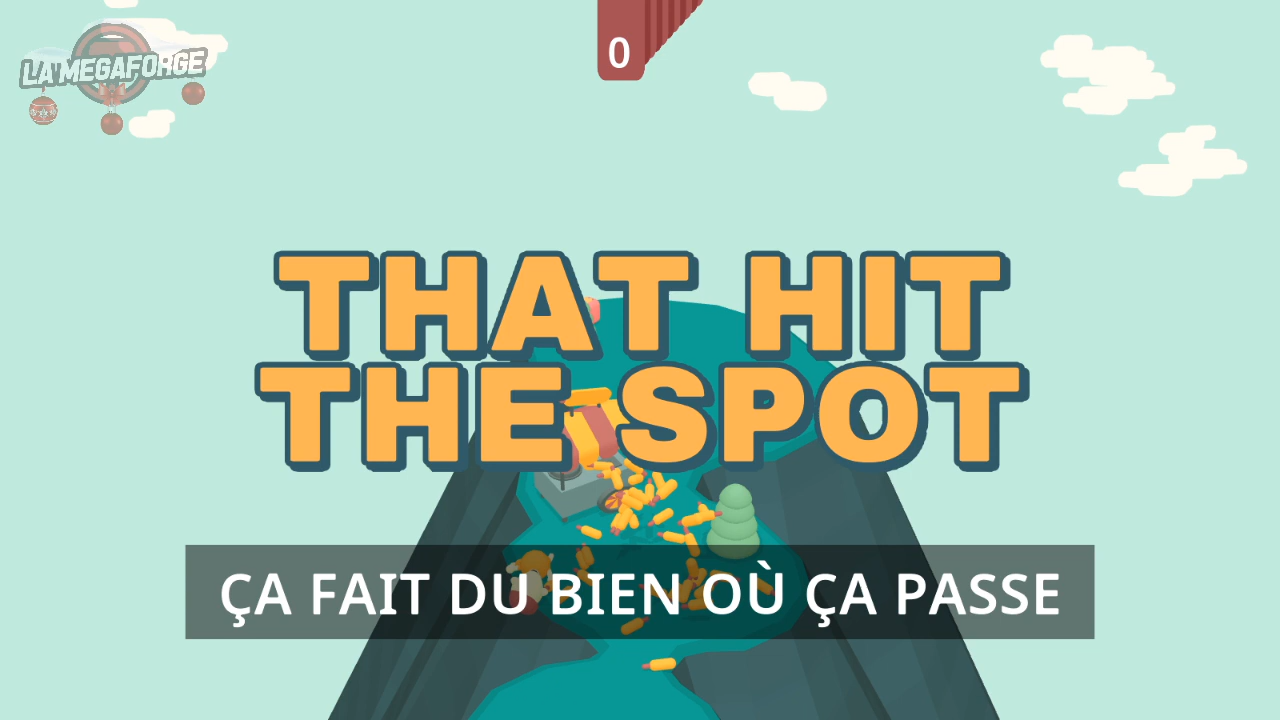 LA MEGAFORGE
0
THAT HIT
THE SPOT
ÇA FAIT DU BIEN OÙ ÇA PASSE